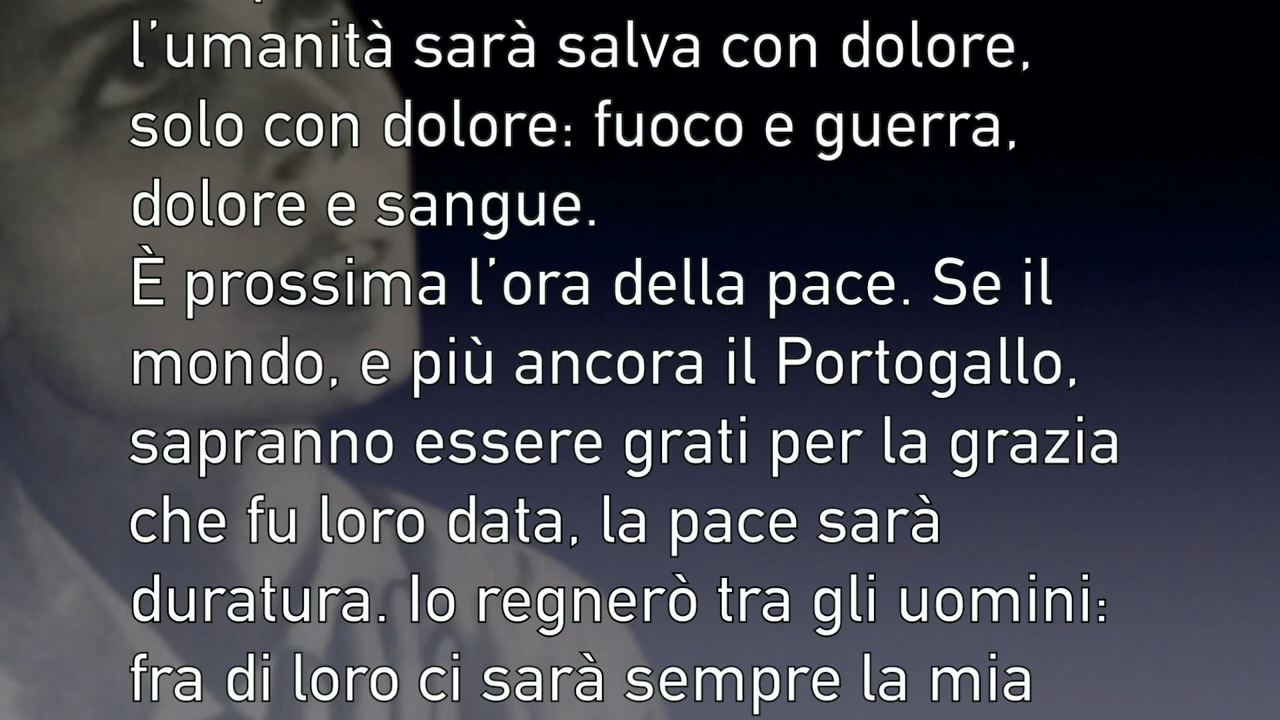 l’umanità sarà salva con dolore,
solo con dolore: fuoco e guerra,
dolore e sangue.
È prossima l’ora della pace. Se il
mondo, e più ancora il Portogallo,
sapranno essere grati per la grazia
che fu loro data, la pace sarà
duratura. Io regnerò tra gli uomini:
fra di loro ci sarà sempre la mia